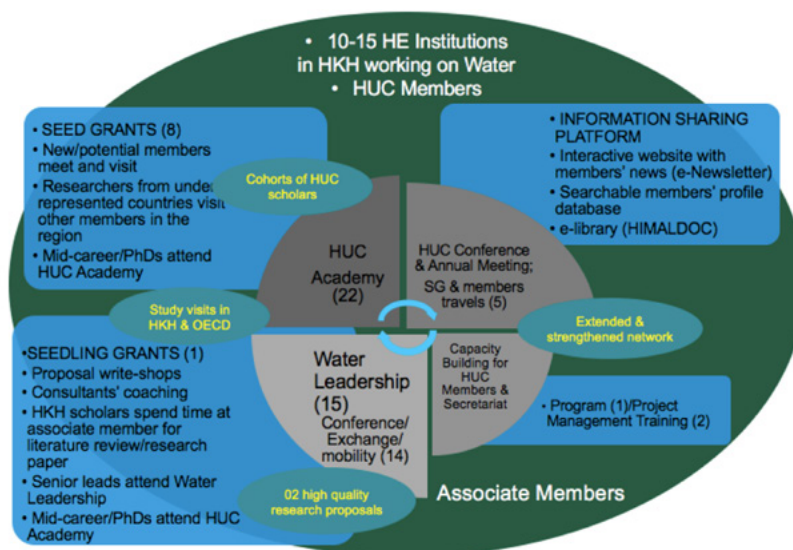 • 10-15 HE Institutions
in HKH working on Water
• HUC Members
• SEED GRANTS (8)
• New/potential members
meet and visit
• Researchers from under
represented countries visit
other members in the
region
• Mid-career/PhDs attend
HUC Academy
Cohorts of HUC
scholars
• INFORMATION SHARING
PLATFORM
• Interactive website with
members' news (e-Newsletter)
• Searchable members' profile
database
• e-library (HIMALDOC)
HUC
Academy
(22)
HUC Conference
& Annual Meeting;
SG & members
travels (5)
Study visits in
HKH & OECD
Extended &
strengthened network
•SEEDLING GRANTS (1)
• Proposal write-shops
• Consultants' coaching
• HKH scholars spend time at
associate member for
literature review/research
paper
• Senior leads attend Water
Leadership
• Mid-career/PhDs attend HUC
Academy
Water
Leadership
(15)
Conference/
Exchange/
mobility (14)
Capacity
Building for
HUC
Members &
Secretariat
• Program (1)/Project
Management Training (2)
02 high quality
research proposals
Associate Members